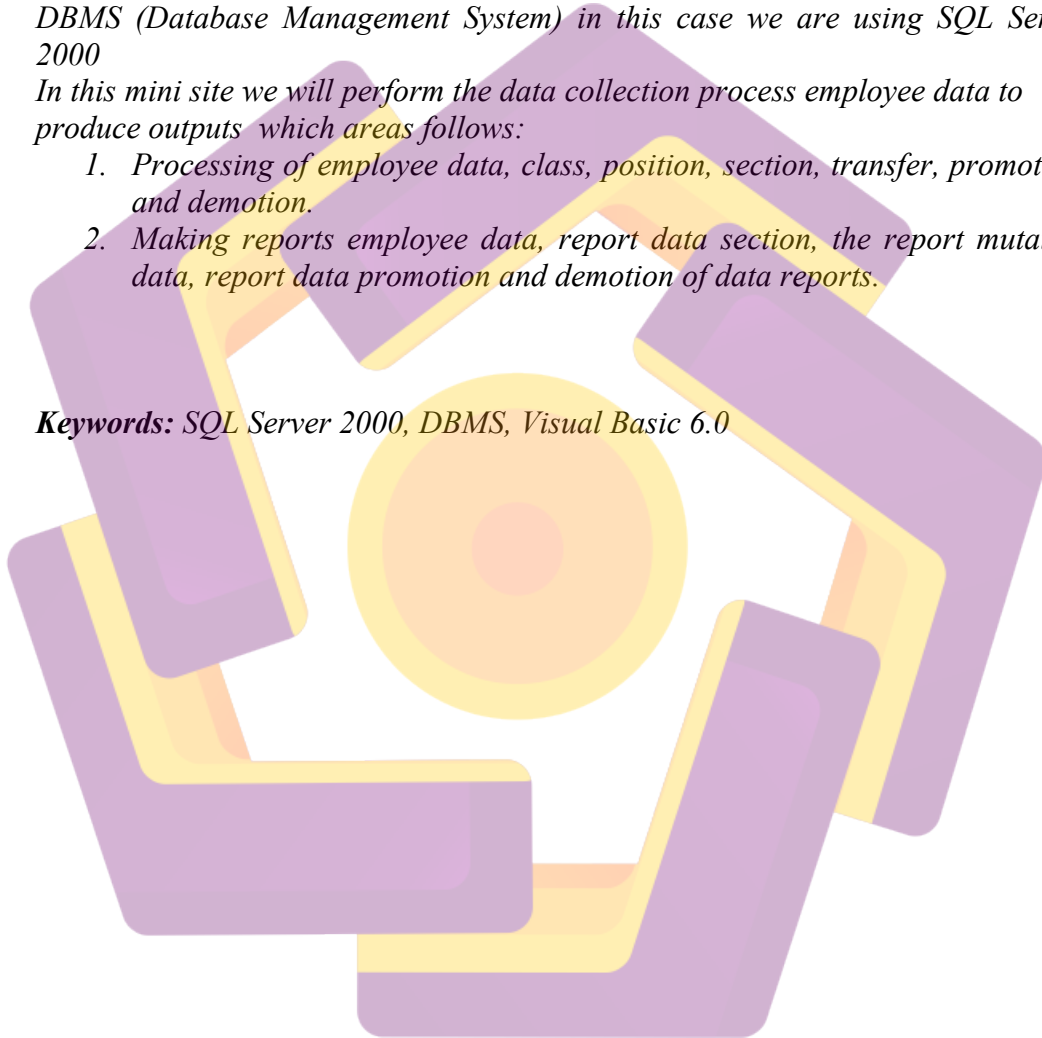 DBMS (Database Management System) in this case we are using SQL
2000
In this mini site we will perform the data collection process employee data to
produce outputs which areas follows:
1. Processing of employee data, class, position, section, transfer,
and demotion.
2. Making reports employee data, report data section, the report
data, report data promotion and demotion of data reports.
Keywords: SQL Server 2000, DBMS, Visual Basic 6.0